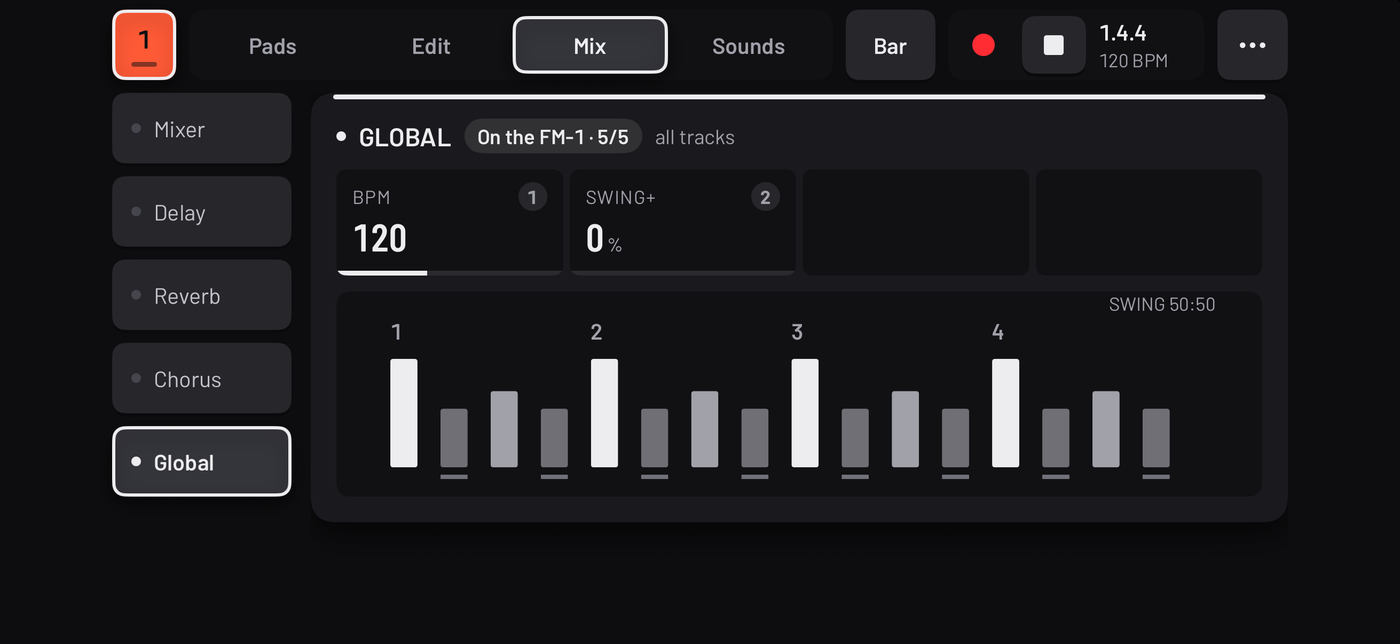 1
Pads
Edit
Mix
Sounds
Bar
1.4.4
120 BPM
Mixer
Delay
Reverb
Chorus
Global
GLOBAL
On the FM-1 · 5/5
all tracks
BPM
1
120
SWING+
2
0 %
SWING 50:50
1
2
3
4